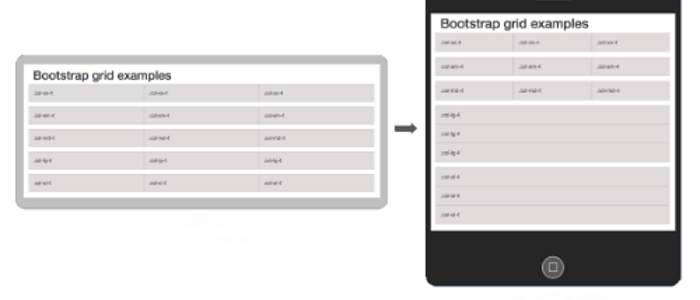 Bootstrap grid examples
.col-xs-4 .col-xs-4 .col-xs-4
.col-sm-4 .col-sm-4 .col-sm-4
.col-md-4 .col-md-4 .col-md-4
.col-lg-4 .col-lg-4 .col-lg-4
.col-xl-4 .col-xl-4 .col-xl-4
Bootstrap grid examples
.col-xs-4 .col-xs-4 .col-xs-4
.col-sm-4 .col-sm-4 .col-sm-4
.col-md-4 .col-md-4 .col-md-4
.col-lg-4
.col-lg-4
.col-lg-4
.col-xl-4
.col-xl-4
.col-xl-4